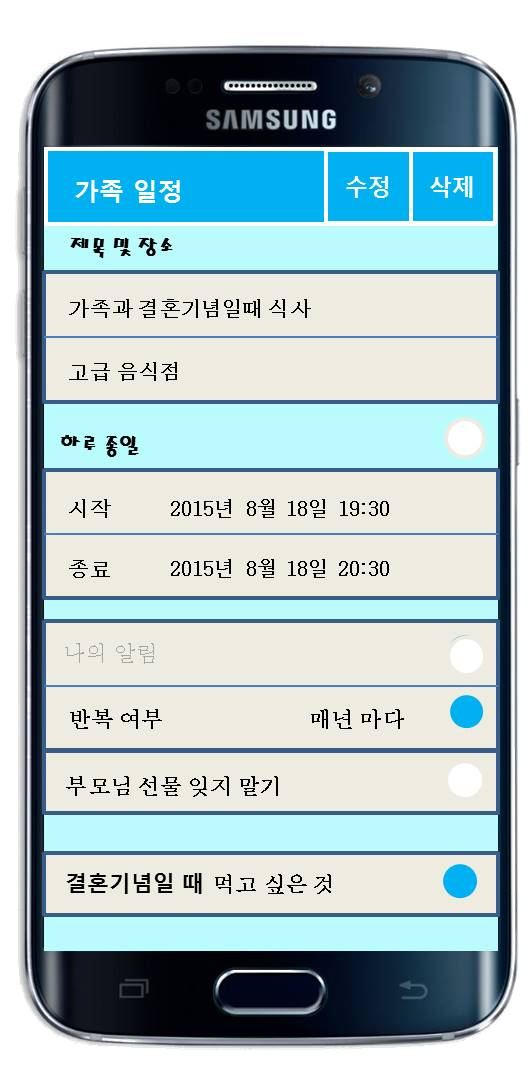 SAMSUNG
가족 일정 수정 삭제
제목 및 장소
가족과 결혼기념일때 식사
고급 음식점
하루 종일
시작 2015년 8월 18일 19:30
종료 2015년 8월 18일 20:30
나의 알림
반복 여부 매년 마다
부모님 선물 잊지 말기
결혼기념일 때 먹고 싶은 것